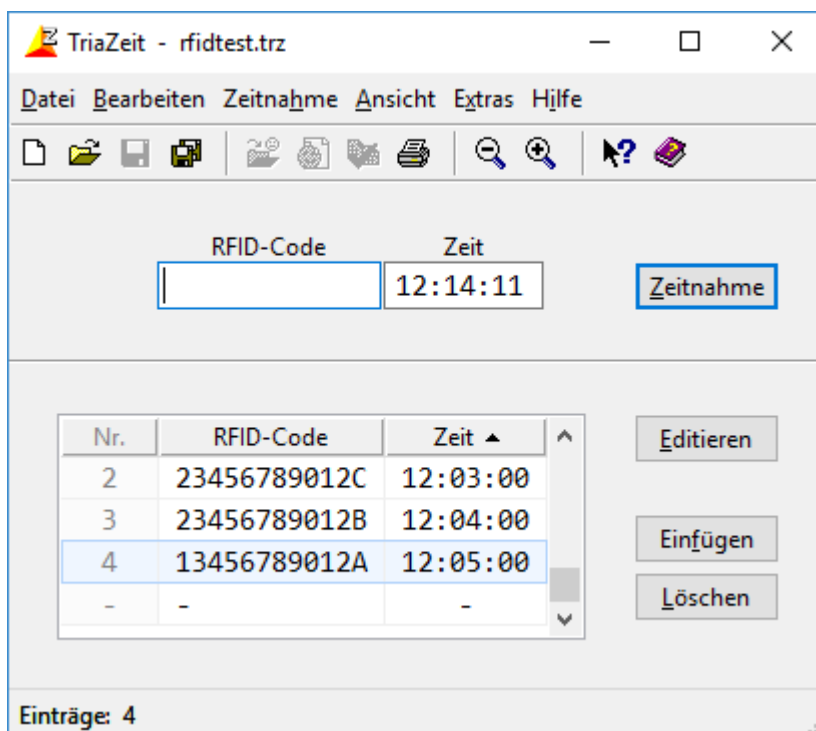 TriaZeit - rfidtest.trz
Datei Bearbeiten Zeitnahme Ansicht Extras Hilfe
RFID-Code Zeit
12:14:11 Zeitnahme
Nr. RFID-Code Zeit
2 23456789012C 12:03:00
3 23456789012B 12:04:00
4 13456789012A 12:05:00
- - -
Editieren
Einfügen
Löschen
Einträge: 4